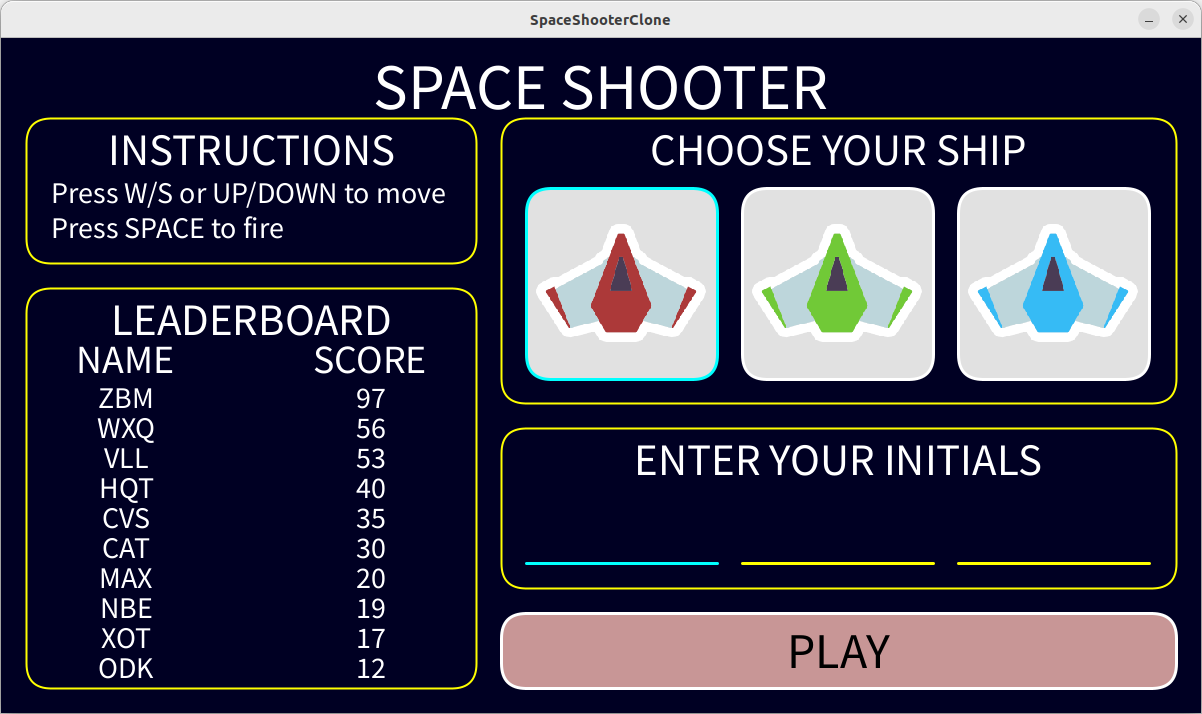 SpaceShooterClone
SPACE SHOOTER
INSTRUCTIONS
Press W/S or UP/DOWN to move
Press SPACE to fire
LEADERBOARD
NAME SCORE
ZBM 97
WXQ 56
VLL 53
HQT 40
CVS 35
CAT 30
MAX 20
NBE 19
XOT 17
ODK 12
CHOOSE YOUR SHIP
ENTER YOUR INITIALS
PLAY